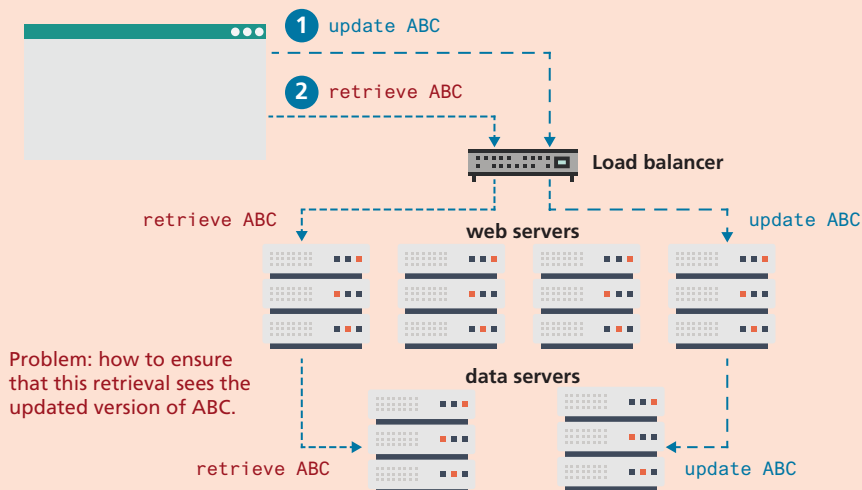 1 update ABC
2 retrieve ABC
Load balancer
retrieve ABC
web servers
update ABC
Problem: how to ensure
that this retrieval sees the
updated version of ABC.
data servers
retrieve ABC
update ABC